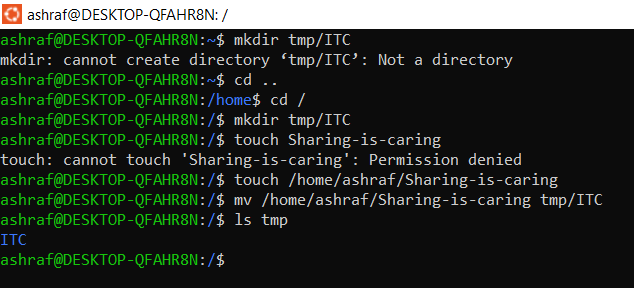 ashraf@DESKTOP-QFAHR8N: /
ashraf@DESKTOP-QFAHR8N:~$ mkdir tmp/ITC
mkdir: cannot create directory ‘tmp/ITC’: Not a directory
ashraf@DESKTOP-QFAHR8N:~$ cd ..
ashraf@DESKTOP-QFAHR8N:/home$ cd /
ashraf@DESKTOP-QFAHR8N:/$ mkdir tmp/ITC
ashraf@DESKTOP-QFAHR8N:/$ touch Sharing-is-caring
touch: cannot touch 'Sharing-is-caring': Permission denied
ashraf@DESKTOP-QFAHR8N:/$ touch /home/ashraf/Sharing-is-caring
ashraf@DESKTOP-QFAHR8N:/$ mv /home/ashraf/Sharing-is-caring tmp/ITC
ashraf@DESKTOP-QFAHR8N:/$ ls tmp
ITC
ashraf@DESKTOP-QFAHR8N:/$